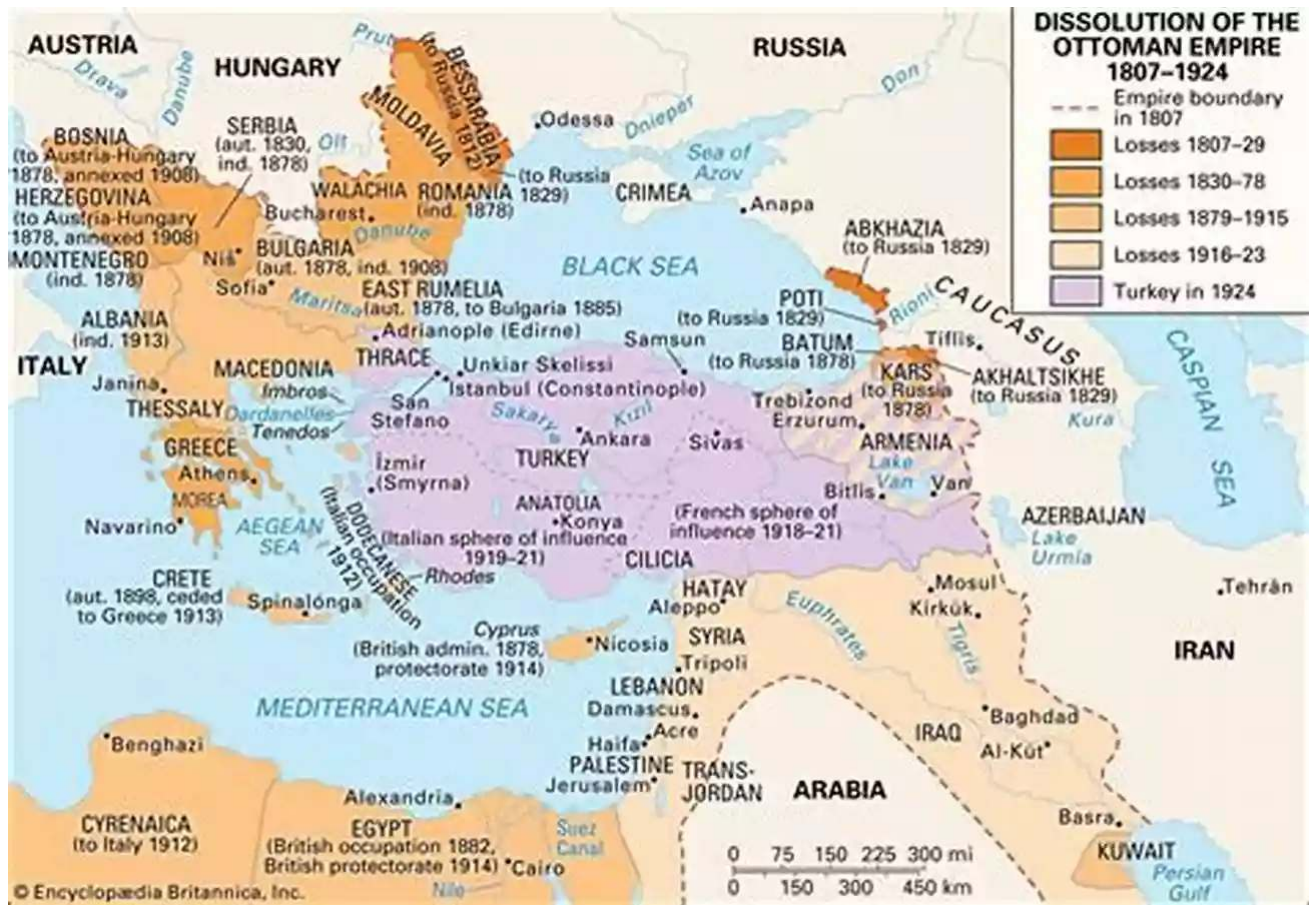 DISSOLUTION OF THE
OTTOMAN EMPIRE
1807–1924
Empire boundary
in 1807
Losses 1807–29
Losses 1830–78
Losses 1879–1915
Losses 1916–23
Turkey in 1924
AUSTRIA
Drava
Danube
HUNGARY
Prut
BESSARABIA
(to Russia 1812)
MOLDAVIA
RUSSIA
Don
Dnieper
Odessa
Sea of
Azov
BOSNIA
(to Austria-Hungary
1878, annexed 1908)
HERZEGOVINA
(to Austria-Hungary
1878, annexed 1908)
MONTENEGRO
(ind. 1878)
SERBIA
(aut. 1830,
ind. 1878)
Olt
WALACHIA
Bucharest
ROMANIA
(ind. 1878)
(to Russia
1829)
CRIMEA
Anapa
Danube
Niš
Sofia
BULGARIA
(aut. 1878, ind. 1908)
BLACK SEA
ABKHAZIA
(to Russia 1829)
CAUCASUS
Rioni
POTI
(to Russia 1829)
BATUM
(to Russia 1878)
Tiflis
KARS
(to Russia
1878)
AKHALTSIKHE
(to Russia 1829)
Kura
CASPIAN SEA
Maritsa
EAST RUMELIA
(aut. 1878, to Bulgaria 1885)
Adrianople (Edirne)
ALBANIA
(ind. 1913)
ITALY
Janina
MACEDONIA
THRACE
Unkiar Skelissi
Istanbul (Constantinople)
San
Stefano
Samsun
Trebizond
Erzurum
ARMENIA
Lake
Van
Van
Bitlis
Imbros
Dardanelles
Tenedos
THESSALY
GREECE
Athens
MOREA
Navarino
AEGEAN
SEA
Sakary
Kızıl
Ankara
Sivas
TURKEY
İzmir
(Smyrna)
ANATOLIA
Konya
(Italian sphere of influence
1919–21)
(French sphere of
influence 1918–21)
CILICIA
AZERBAIJAN
Lake
Urmia
Tehrān
DODECANESE
(Italian occupation
1912)
Rhodes
CRETE
(aut. 1898, ceded
to Greece 1913)
Spinalónga
Cyprus
(British admin. 1878,
protectorate 1914)
Nicosia
HATAY
Aleppo
SYRIA
Tripoli
LEBANON
Damascus
Euphrates
Mosul
Kirkūk
Tigris
IRAN
MEDITERRANEAN SEA
Acre
Haifa
PALESTINE
Jerusalem
TRANS-
JORDAN
ARABIA
IRAQ
Baghdad
Al-Kūt
Basra
KUWAIT
Persian
Gulf
Benghazi
CYRENAICA
(to Italy 1912)
Alexandria
EGYPT
(British occupation 1882,
British protectorate 1914)
Cairo
Nile
Suez
Canal
0 75 150 225 300 mi
0 150 300 450 km
© Encyclopædia Britannica, Inc.